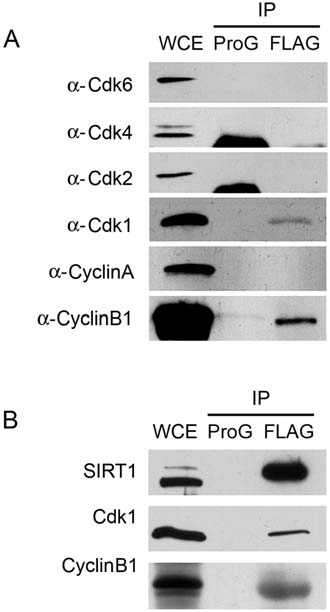 A
IP
WCE ProG FLAG
α-Cdk6
α-Cdk4
α-Cdk2
α-Cdk1
α-CyclinA
α-CyclinB1
B
IP
WCE ProG FLAG
SIRT1
Cdk1
CyclinB1